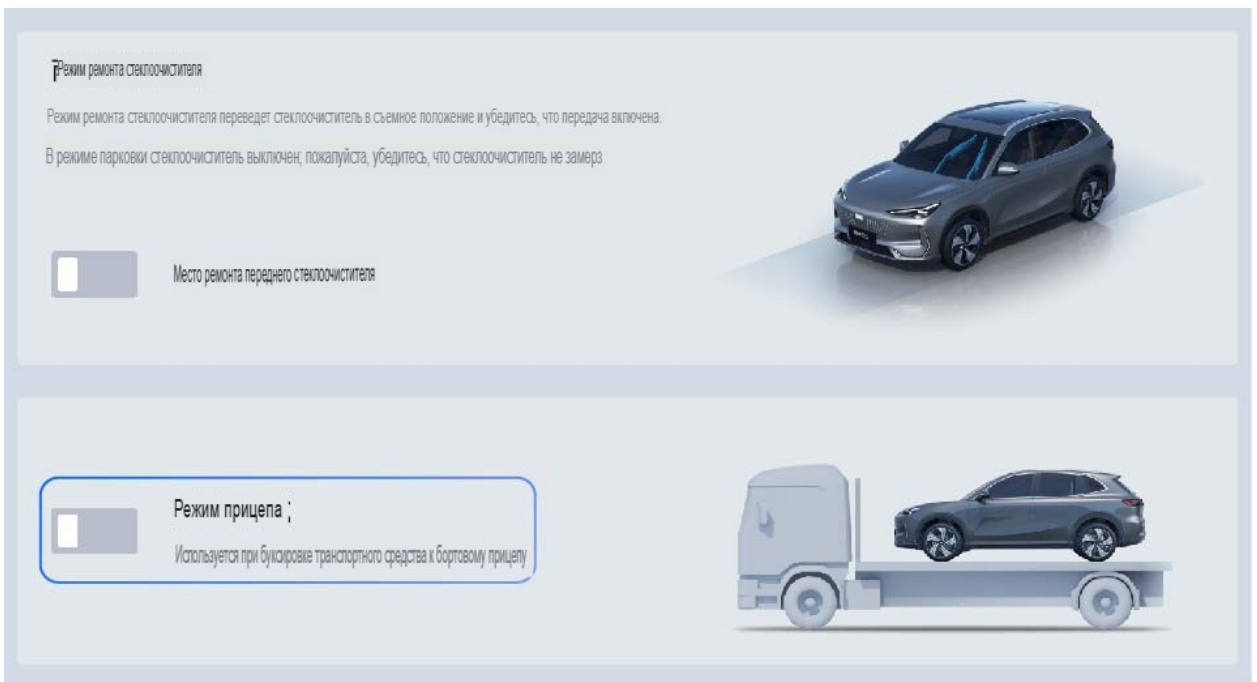 Режим ремонта стеклоочистителя
Режим ремонта стеклоочистителя переведет стеклоочиститель в съемное положение и убедитесь, что передача включена.
В режиме парковки стеклоочиститель выключен; пожалуйста, убедитесь, что стеклоочиститель не замерз
Место ремонта переднего стеклоочистителя
Режим прицепа ;
Используется при буксировке транспортного средства к бортовому прицепу